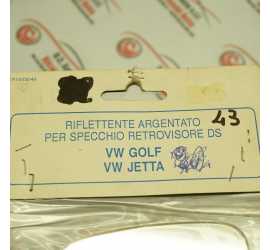 RIFLETTENTE ARGENTATO 43
PER SPECCHIO RETROVISORE DS
VW GOLF
VW JETTA